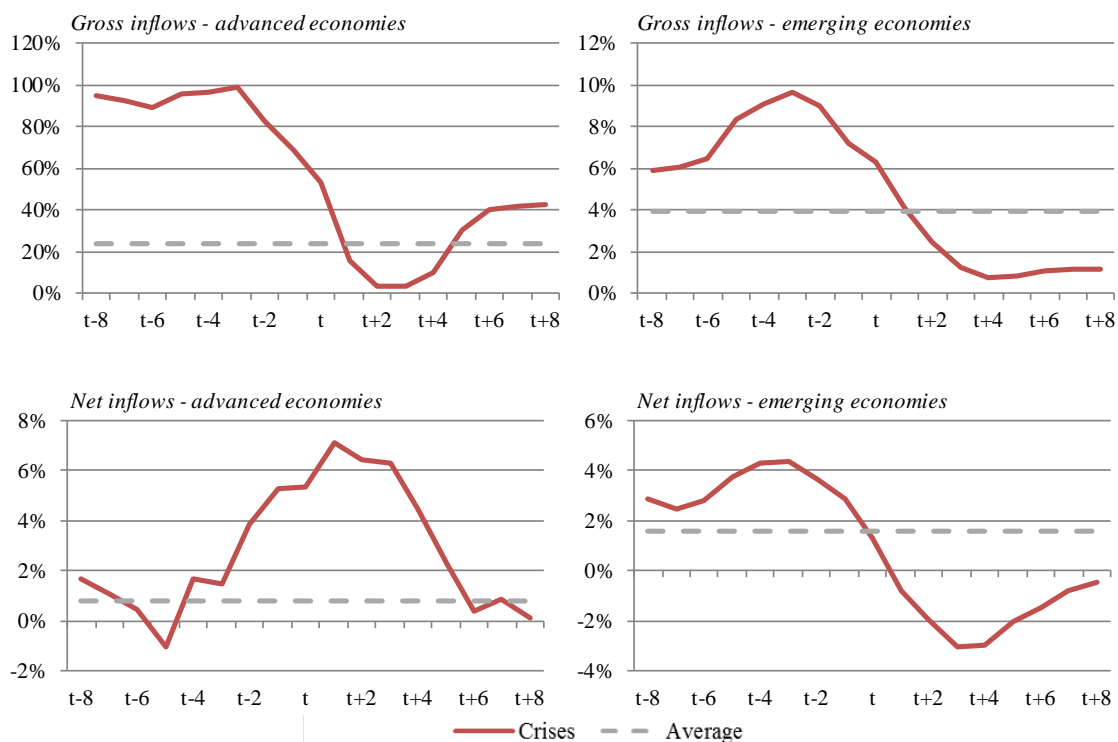 Gross inflows - advanced economies
120%
100%
80%
60%
40%
20%
0%
t-8 t-6 t-4 t-2 t t+2 t+4 t+6 t+8
Gross inflows - emerging economies
12%
10%
8%
6%
4%
2%
0%
t-8 t-6 t-4 t-2 t t+2 t+4 t+6 t+8
Net inflows - advanced economies
8%
6%
4%
2%
0%
-2%
t-8 t-6 t-4 t-2 t t+2 t+4 t+6 t+8
Net inflows - emerging economies
6%
4%
2%
0%
-2%
-4%
t-8 t-6 t-4 t-2 t t+2 t+4 t+6 t+8
Crises Average